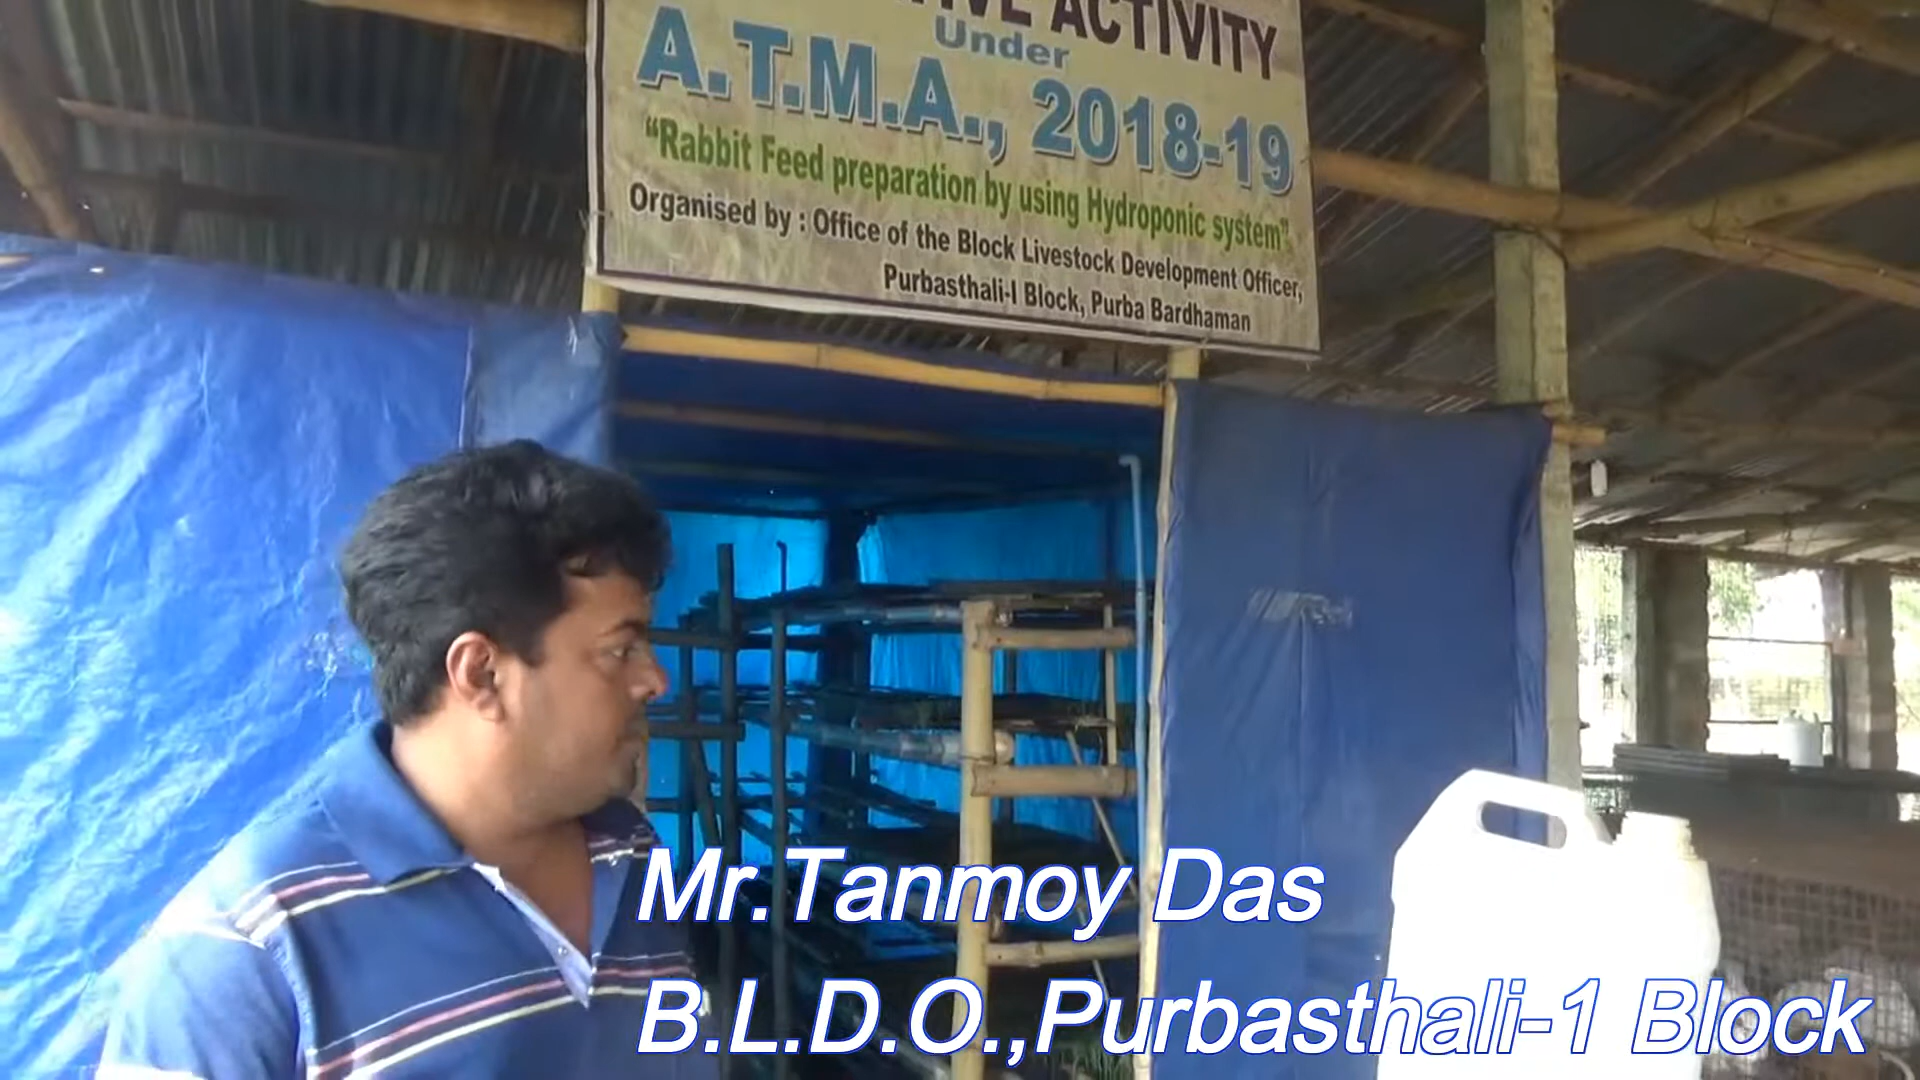 ACTIVITY
Under
A.T.M.A., 2018-19
“Rabbit Feed preparation by using Hydroponic system”.
Organised by : Office of the Block Livestock Development Officer,
Purbasthali-I Block, Purba Bardhaman
Mr.Tanmoy Das
B.L.D.O.,Purbasthali-1 Block